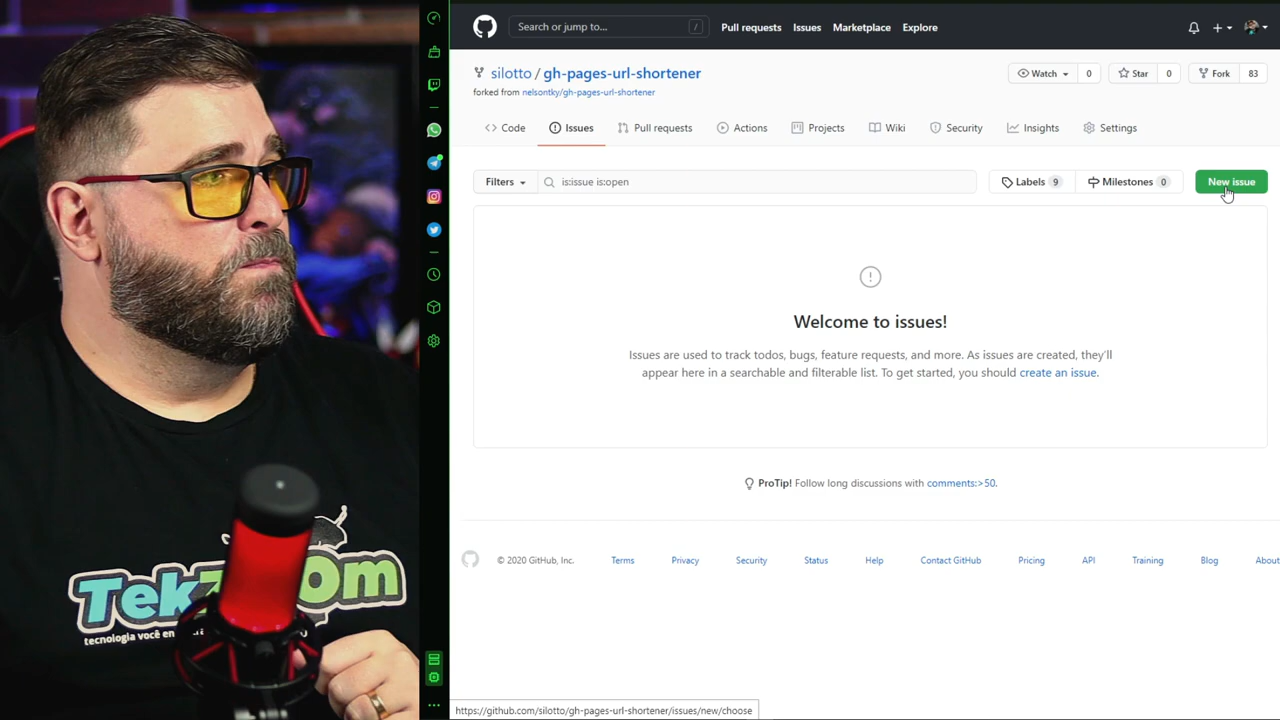 Search or jump to...
/
Pull requests
Issues
Marketplace
Explore
silotto / gh-pages-url-shortener
Watch
0
Star
0
Fork
83
forked from nelsontky/gh-pages-url-shortener
Code
Issues
Pull requests
Actions
Projects
Wiki
Security
Insights
Settings
Filters
is:issue is:open
Labels 9
Milestones 0
New issue
Welcome to issues!
Issues are used to track todos, bugs, feature requests, and more. As issues are created, they'll
appear here in a searchable and filterable list. To get started, you should create an issue.
ProTip! Follow long discussions with comments:>50.
© 2020 GitHub, Inc.
Terms
Privacy
Security
Status
Help
Contact GitHub
Pricing
API
Training
Blog
About
https://github.com/silotto/gh-pages-url-shortener/issues/new/choose
tecnologia você